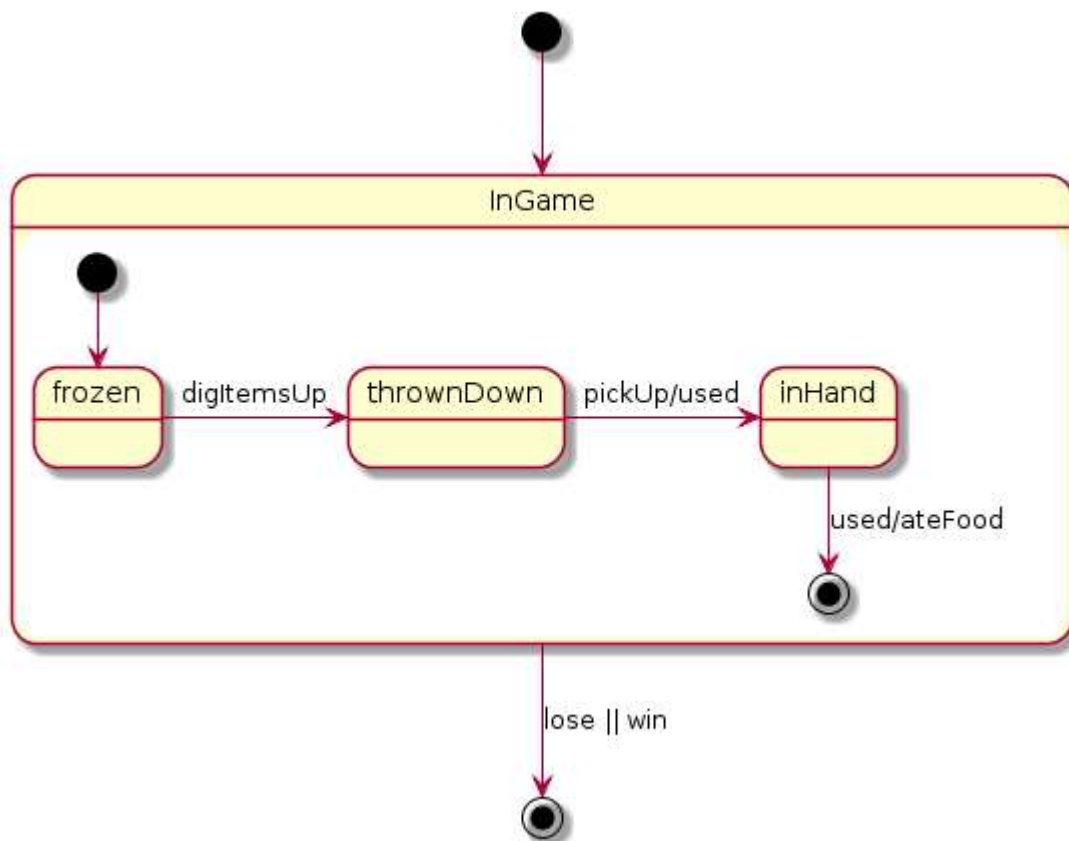 InGame
frozen
digItemsUp
thrownDown
pickUp/used
inHand
used/ateFood
lose || win